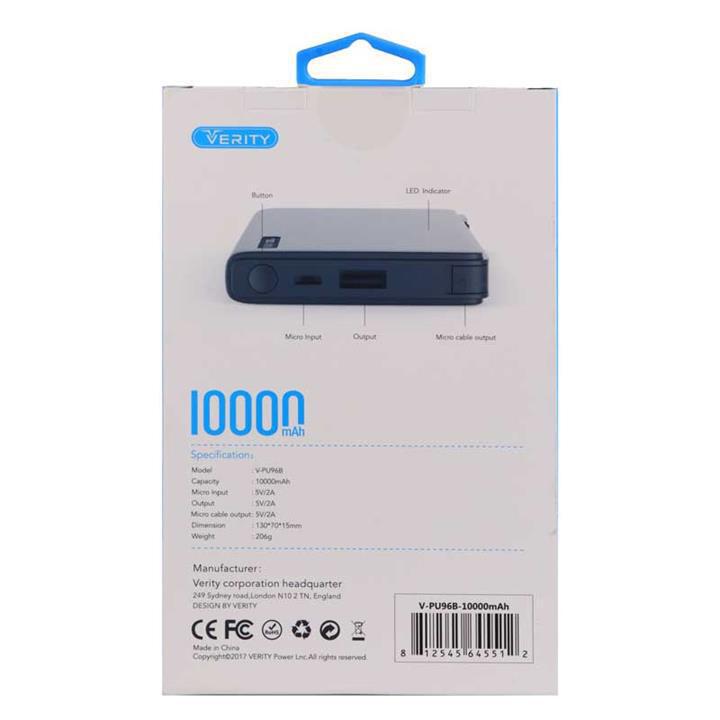 VERITY
Button
LED Indicator
Micro Input
Output
Micro cable output
10000 mAh
Specification:
Model : V-PU96B
Capacity : 10000mAh
Micro Input : 5V/2A
Output : 5V/2A
Micro cable output: 5V/2A
Dimension : 130*70*15mm
Weight : 206g
Manufacturer:
Verity corporation headquarter
249 Sydney road,London N10 2 TN, England
DESIGN BY VERITY
CE FC RoHS
Made in China
Copyright©2017 VERITY Power Lnc.All rights reserved.
V-PU96B-10000mAh
8 12545 64551 2